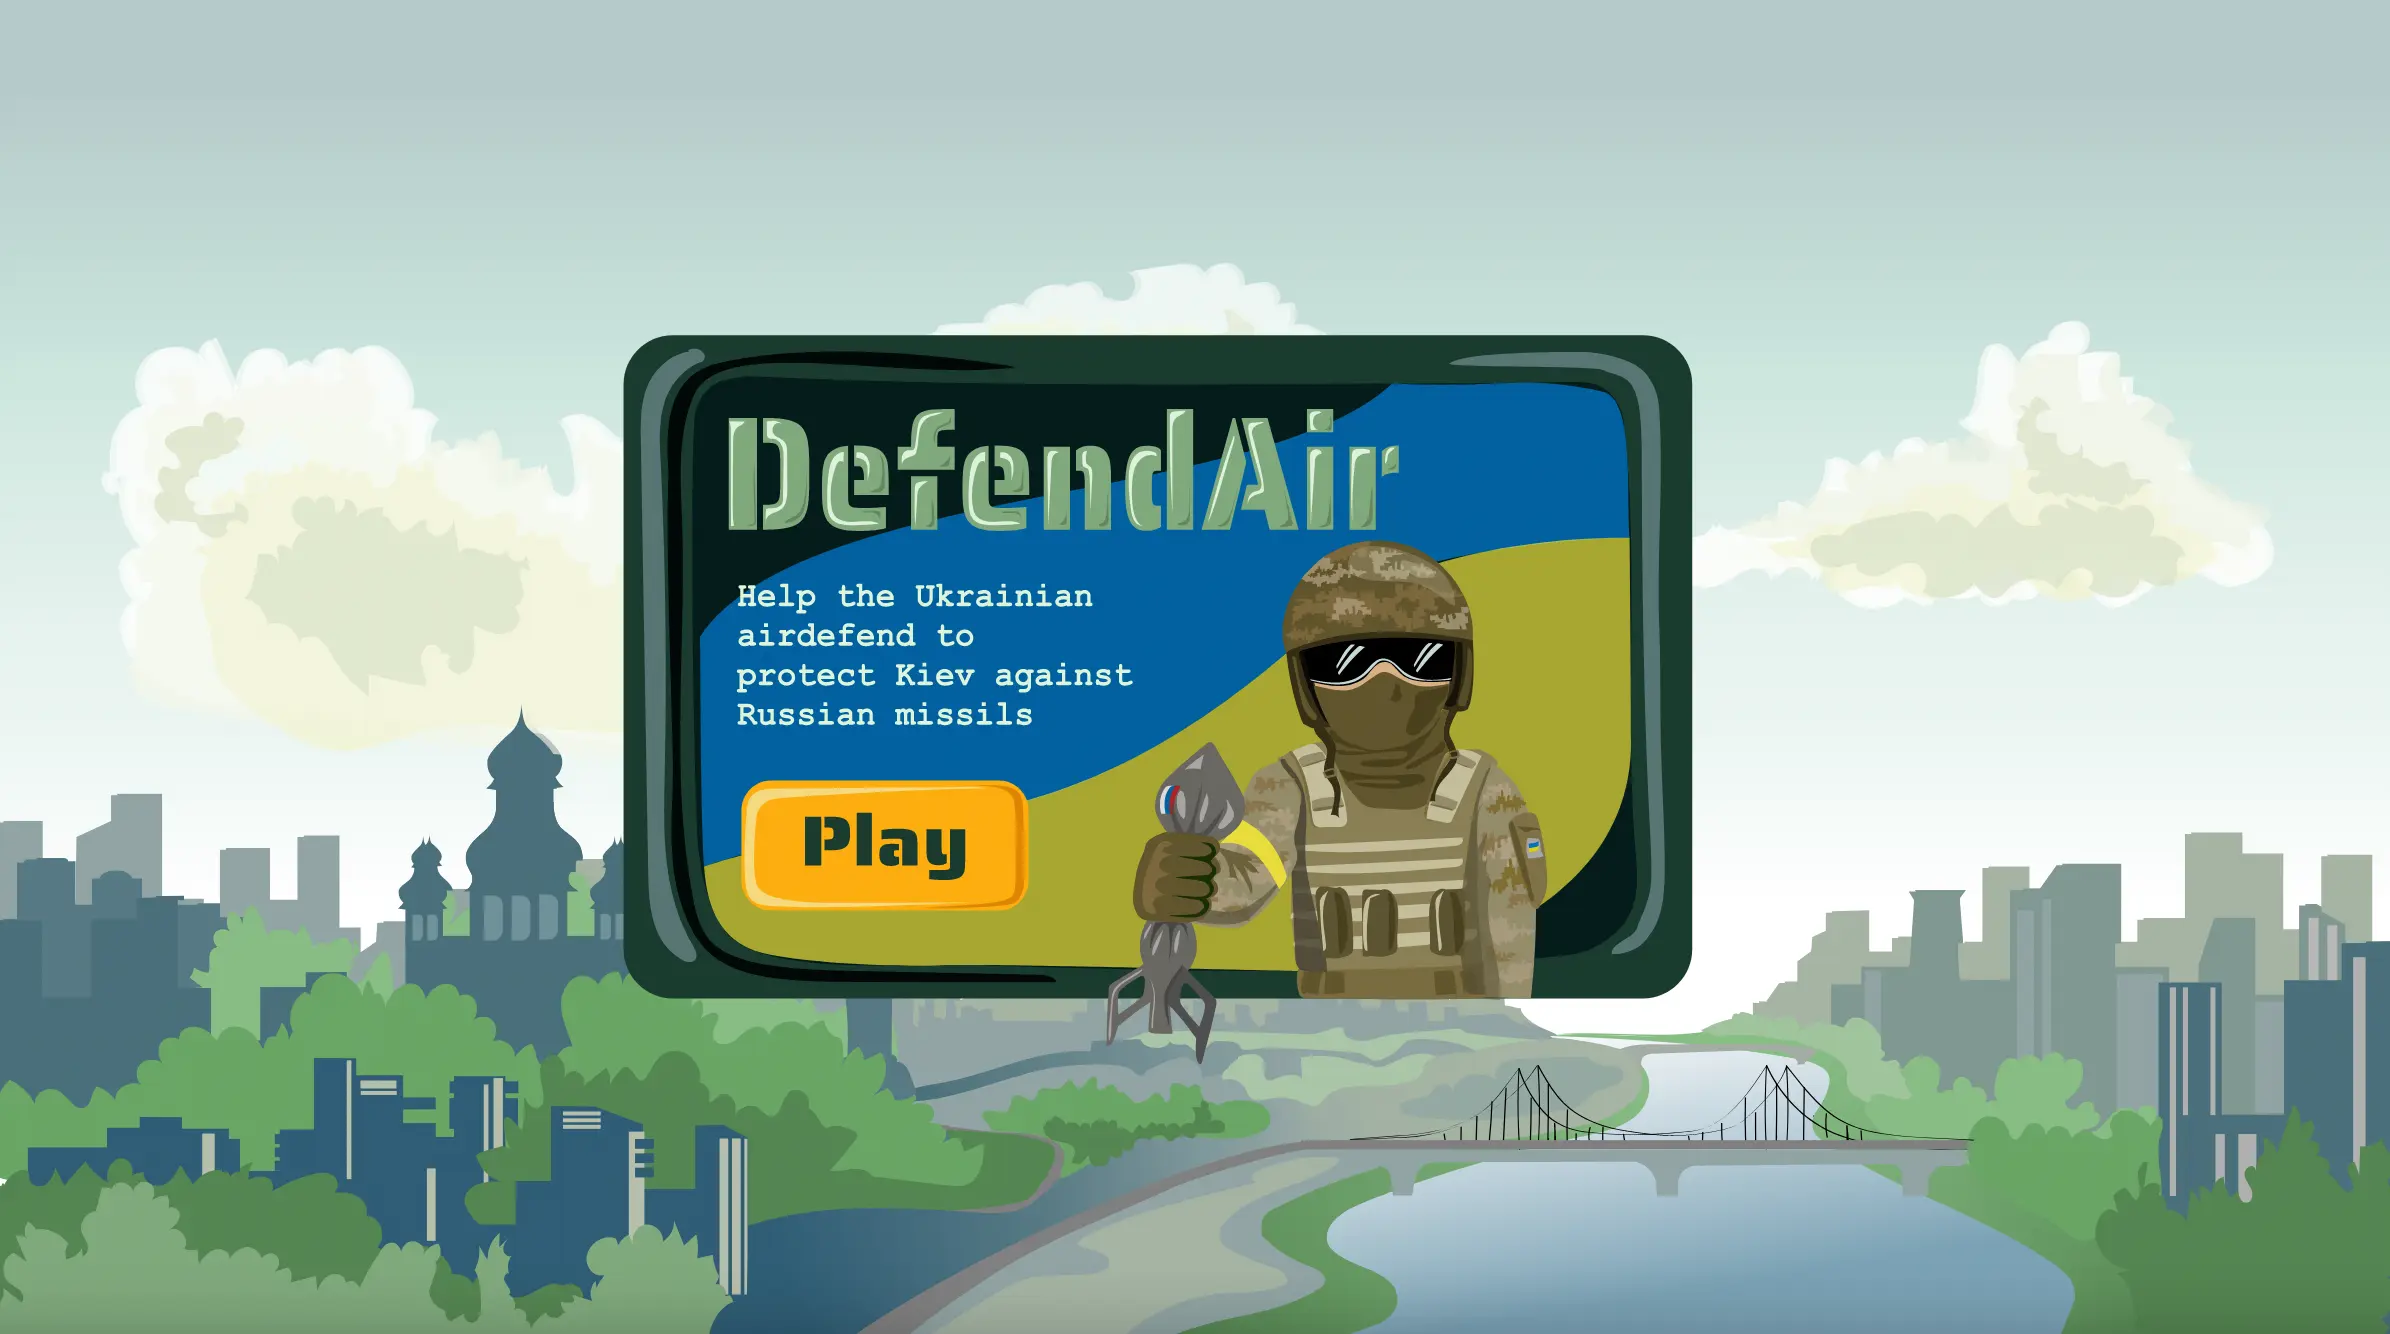 DefendAir
Help the Ukrainian
airdefend to
protect Kiev against
Russian missils
Play